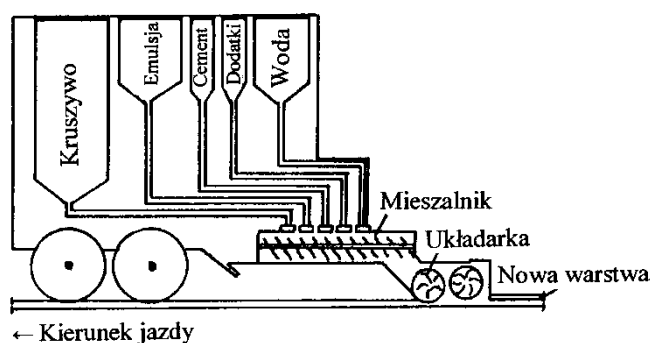 Kruszywo
Emulsja
Cement
Dodatki
Woda
Mieszalnik
Układarka
Nowa warstwa
← Kierunek jazdy